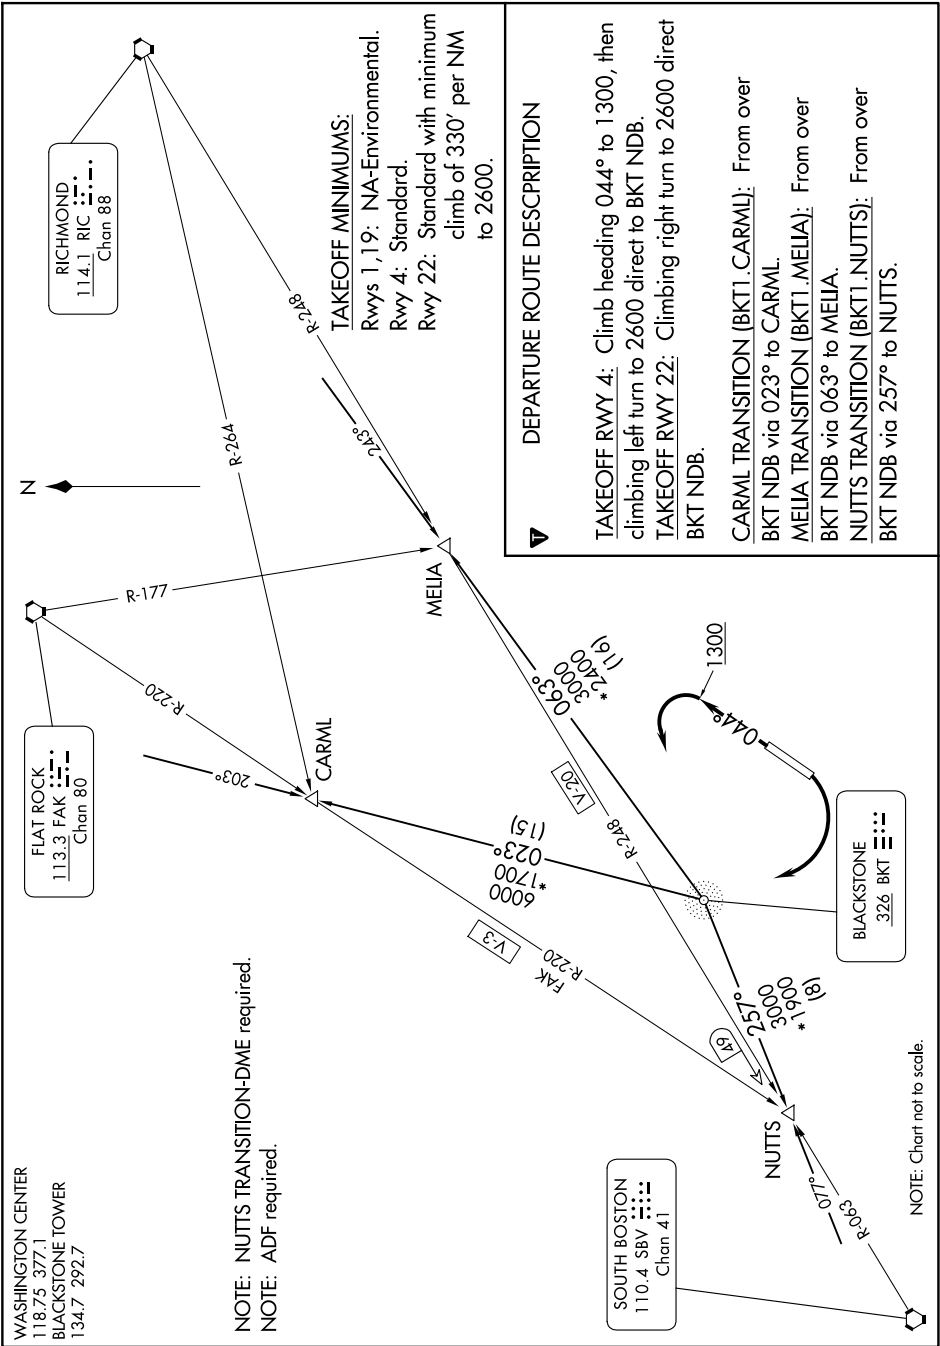 WASHINGTON CENTER
118.75 377.1
BLACKSTONE TOWER
134.7 292.7
NOTE: NUTTS TRANSITION-DME required.
NOTE: ADF required.
FLAT ROCK
113.3 FAK
Chan 80
RICHMOND
114.1 RIC
Chan 88
N
R-177
R-220
R-264
R-248
203°
243°
CARML
MELIA
TAKEOFF MINIMUMS:
Rwys 1,19: NA-Environmental.
Rwy 4: Standard.
Rwy 22: Standard with minimum
climb of 330' per NM
to 2600.
6000
*1700
023°
(15)
V-3
FAK
R-220
V-20
R-248
063°
3000
*2400
(16)
SOUTH BOSTON
110.4 SBV
Chan 41
NUTTS
49
257°
3000
*1900
(8)
077°
R-063
BLACKSTONE
326 BKT
044°
1300
NOTE: Chart not to scale.
T
DEPARTURE ROUTE DESCPRIPTION
TAKEOFF RWY 4: Climb heading 044° to 1300, then
climbing left turn to 2600 direct to BKT NDB.
TAKEOFF RWY 22: Climbing right turn to 2600 direct
BKT NDB.
CARML TRANSITION (BKT1.CARML): From over
BKT NDB via 023° to CARML.
MELIA TRANSITION (BKT1.MELIA): From over
BKT NDB via 063° to MELIA.
NUTTS TRANSITION (BKT1.NUTTS): From over
BKT NDB via 257° to NUTTS.